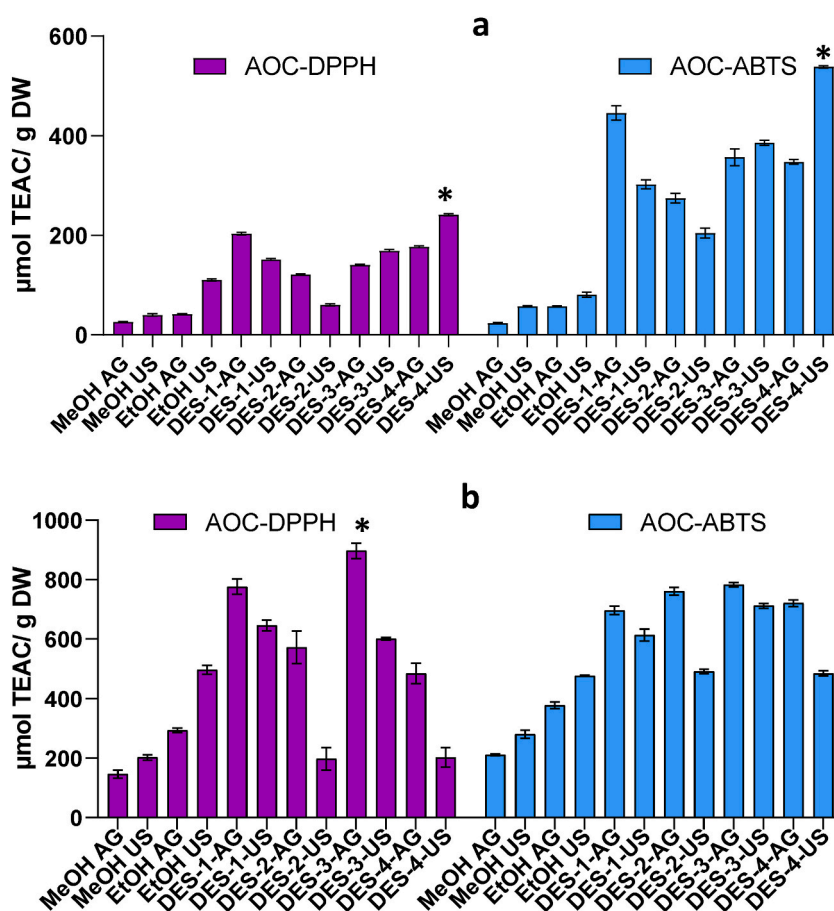 a
AOC-DPPH
AOC-ABTS
μmol TEAC/ g DW
600
400
200
0
*
*
MeOH AG
MeOH US
EtOH AG
EtOH US
DES-1-AG
DES-1-US
DES-2-AG
DES-2-US
DES-3-AG
DES-3-US
DES-4-AG
DES-4-US
MeOH AG
MeOH US
EtOH AG
EtOH US
DES-1-AG
DES-1-US
DES-2-AG
DES-2-US
DES-3-AG
DES-3-US
DES-4-AG
DES-4-US
b
AOC-DPPH
AOC-ABTS
μmol TEAC/ g DW
1000
800
600
400
200
0
*
MeOH AG
MeOH US
EtOH AG
EtOH US
DES-1-AG
DES-1-US
DES-2-AG
DES-2-US
DES-3-AG
DES-3-US
DES-4-AG
DES-4-US
MeOH AG
MeOH US
EtOH AG
EtOH US
DES-1-AG
DES-1-US
DES-2-AG
DES-2-US
DES-3-AG
DES-3-US
DES-4-AG
DES-4-US